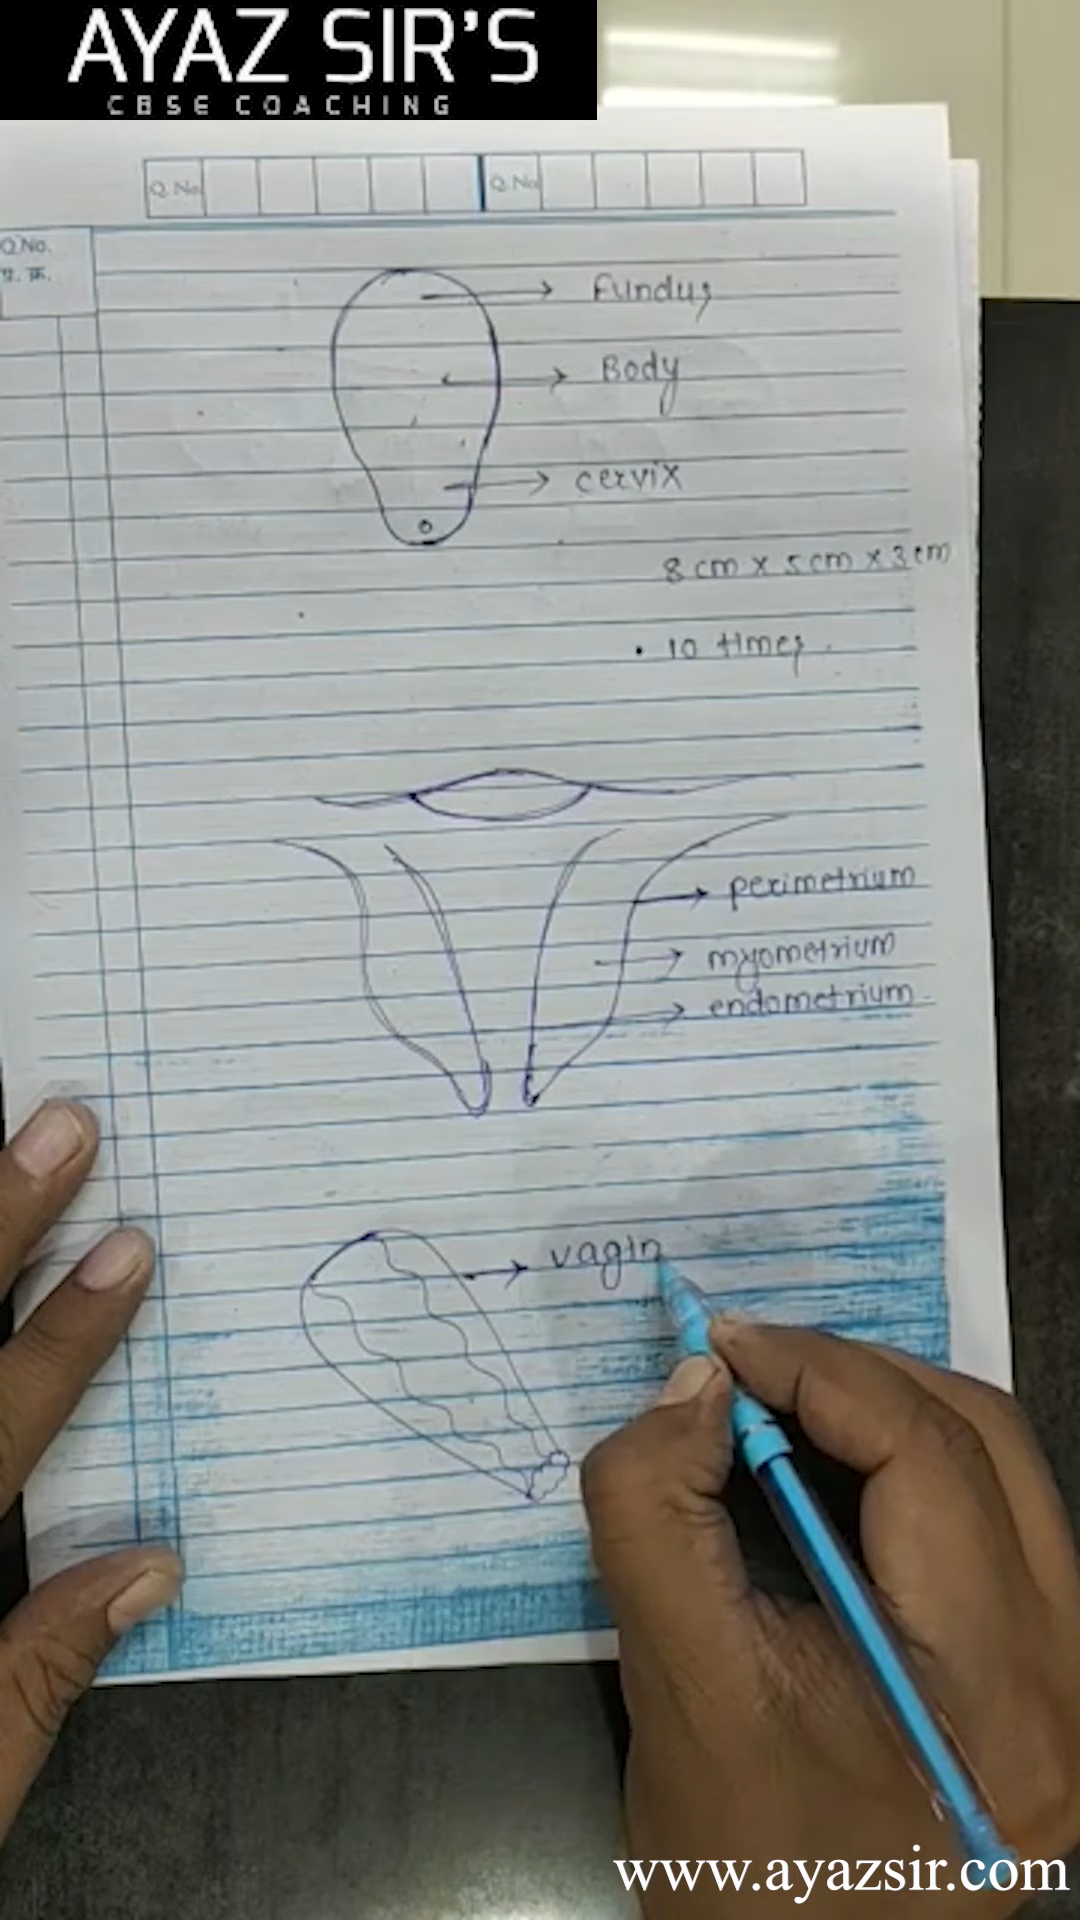 AYAZ SIR'S
CBSE COACHING
Q. No. Q. No.
Q.No.
प्र. क्र.
Fundus
Body
cervix
8 cm x 5 cm x 3 cm
• 10 times.
perimetrium
myometrium
endometrium.
vagin
www.ayazsir.com